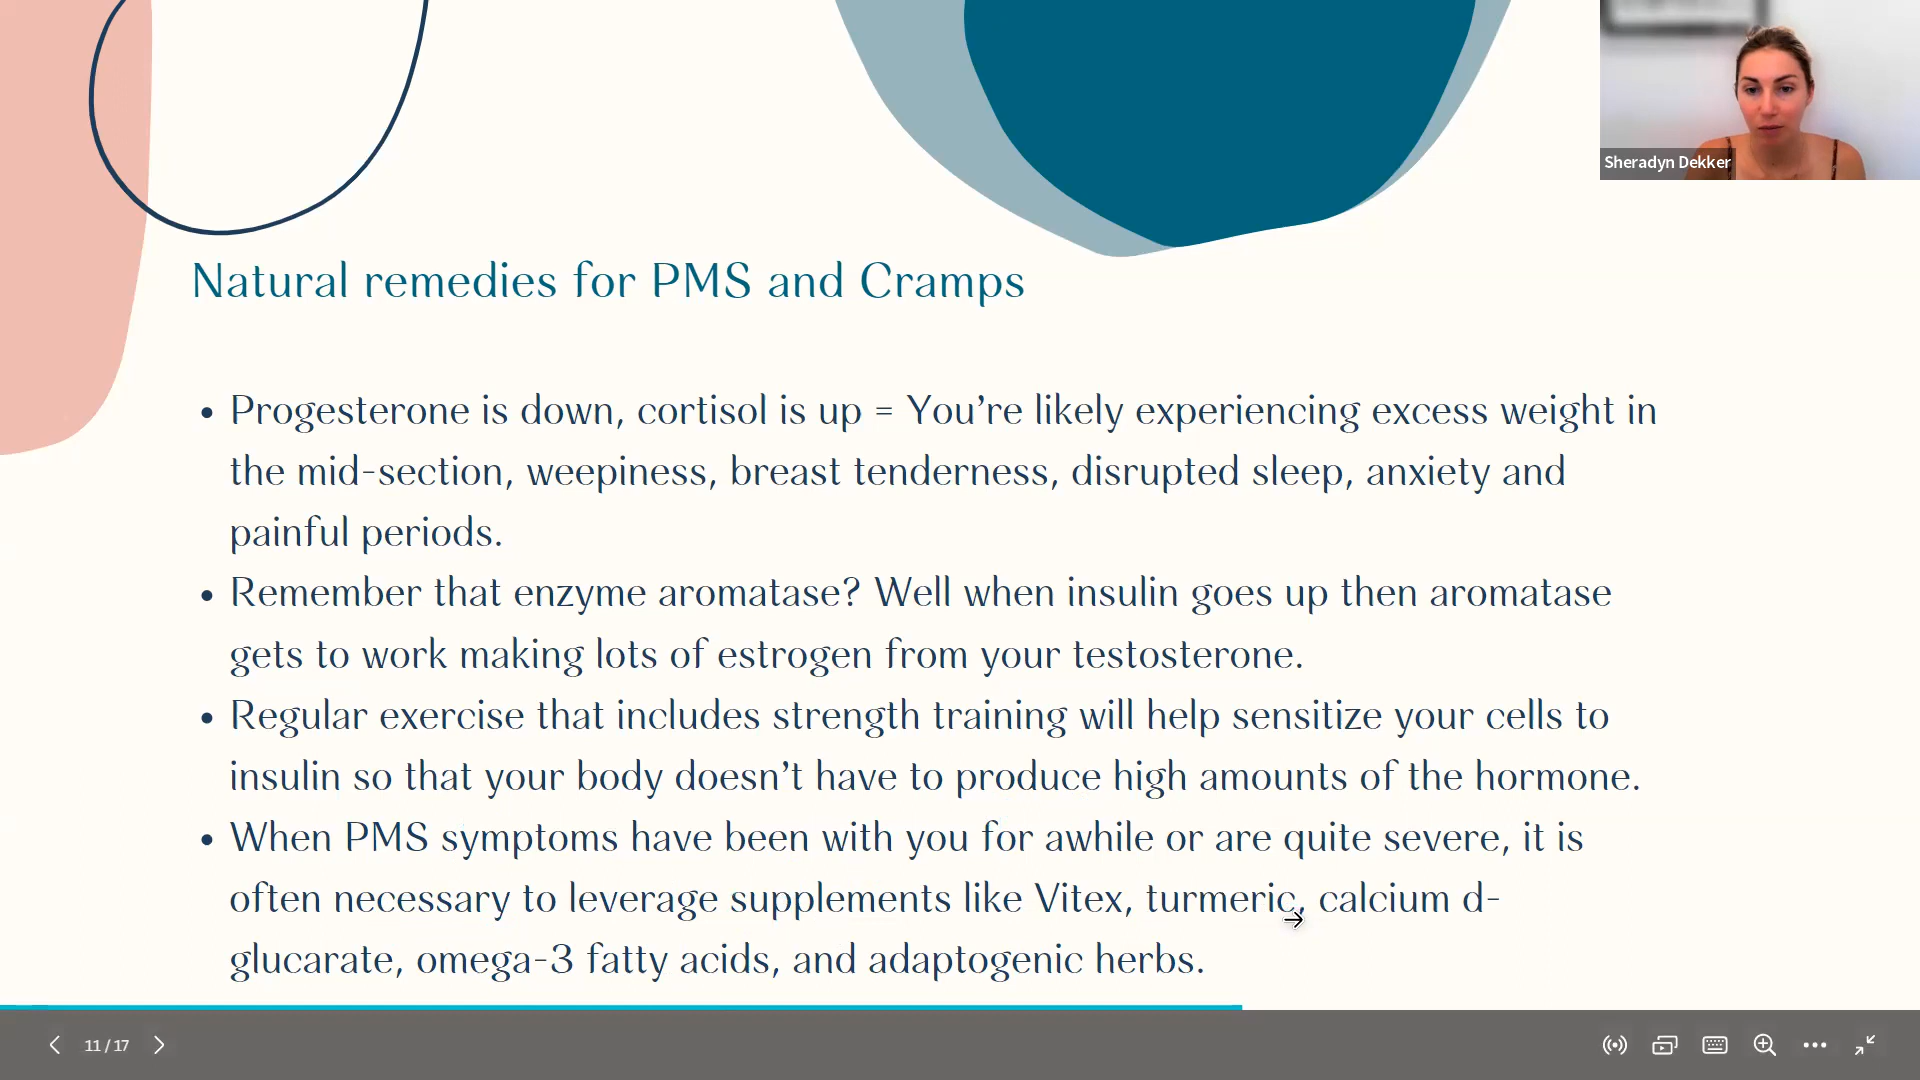 Sheradyn Dekker
Natural remedies for PMS and Cramps
• Progesterone is down, cortisol is up = You’re likely experiencing excess weight in
the mid-section, weepiness, breast tenderness, disrupted sleep, anxiety and
painful periods.
• Remember that enzyme aromatase? Well when insulin goes up then aromatase
gets to work making lots of estrogen from your testosterone.
• Regular exercise that includes strength training will help sensitize your cells to
insulin so that your body doesn’t have to produce high amounts of the hormone.
• When PMS symptoms have been with you for awhile or are quite severe, it is
often necessary to leverage supplements like Vitex, turmeric, calcium d-
glucarate, omega-3 fatty acids, and adaptogenic herbs.
11 / 17